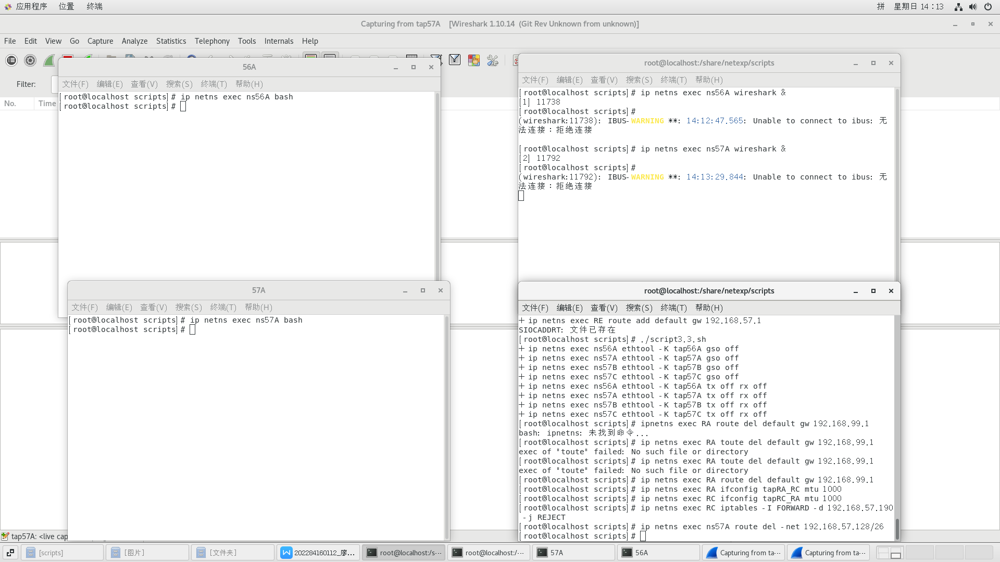 应用程序 位置 终端 拼 星期日 14：13
Capturing from tap57A [Wireshark 1.10.14 (Git Rev Unknown from unknown)]
File Edit View Go Capture Analyze Statistics Telephony Tools Internals Help
Filter:
No. Time
56A
文件(F) 编辑(E) 查看(V) 搜索(S) 终端(T) 帮助(H)
[root@localhost scripts]# ip netns exec ns56A bash
[root@localhost scripts]#
root@localhost:/share/netexp/scripts
文件(F) 编辑(E) 查看(V) 搜索(S) 终端(T) 帮助(H)
[root@localhost scripts]# ip netns exec ns56A wireshark &
[1] 11738
[root@localhost scripts]#
(wireshark:11738): IBUS-WARNING **: 14:12:47.565: Unable to connect to ibus: 无
法连接：拒绝连接
[root@localhost scripts]# ip netns exec ns57A wireshark &
[2] 11792
[root@localhost scripts]#
(wireshark:11792): IBUS-WARNING **: 14:13:29.844: Unable to connect to ibus: 无
法连接：拒绝连接
57A
文件(F) 编辑(E) 查看(V) 搜索(S) 终端(T) 帮助(H)
[root@localhost scripts]# ip netns exec ns57A bash
[root@localhost scripts]#
root@localhost:/share/netexp/scripts
文件(F) 编辑(E) 查看(V) 搜索(S) 终端(T) 帮助(H)
+ ip netns exec RE route add default gw 192.168.57.1
SIOCADDRT: 文件已存在
[root@localhost scripts]# ./script3.3.sh
+ ip netns exec ns56A ethtool -K tap56A gso off
+ ip netns exec ns57A ethtool -K tap57A gso off
+ ip netns exec ns57B ethtool -K tap57B gso off
+ ip netns exec ns57C ethtool -K tap57C gso off
+ ip netns exec ns56A ethtool -K tap56A tx off rx off
+ ip netns exec ns57A ethtool -K tap57A tx off rx off
+ ip netns exec ns57B ethtool -K tap57B tx off rx off
+ ip netns exec ns57C ethtool -K tap57C tx off rx off
[root@localhost scripts]# ipnetns exec RA route del default gw 192.168.99.1
bash: ipnetns: 未找到命令...
[root@localhost scripts]# ip netns exec RA toute del default gw 192.168.99.1
exec of "toute" failed: No such file or directory
[root@localhost scripts]# ip netns exec RA toute del default gw 192.168.99.1
exec of "toute" failed: No such file or directory
[root@localhost scripts]# ip netns exec RA route del default gw 192.168.99.1
[root@localhost scripts]# ip netns exec RA ifconfig tapRA_RC mtu 1000
[root@localhost scripts]# ip netns exec RC ifconfig tapRC_RA mtu 1000
[root@localhost scripts]# ip netns exec RC iptables -I FORWARD -d 192.168.57.190
-j REJECT
[root@localhost scripts]# ip netns exec ns57A route del -net 192.168.57.128/26
[root@localhost scripts]#
tap57A: <live cap
[scripts] [图片] [文件夹] 202284160112_廖... root@localhost:/s--- root@localhost:/--- 57A 56A Capturing from ta--- Capturing from ta---